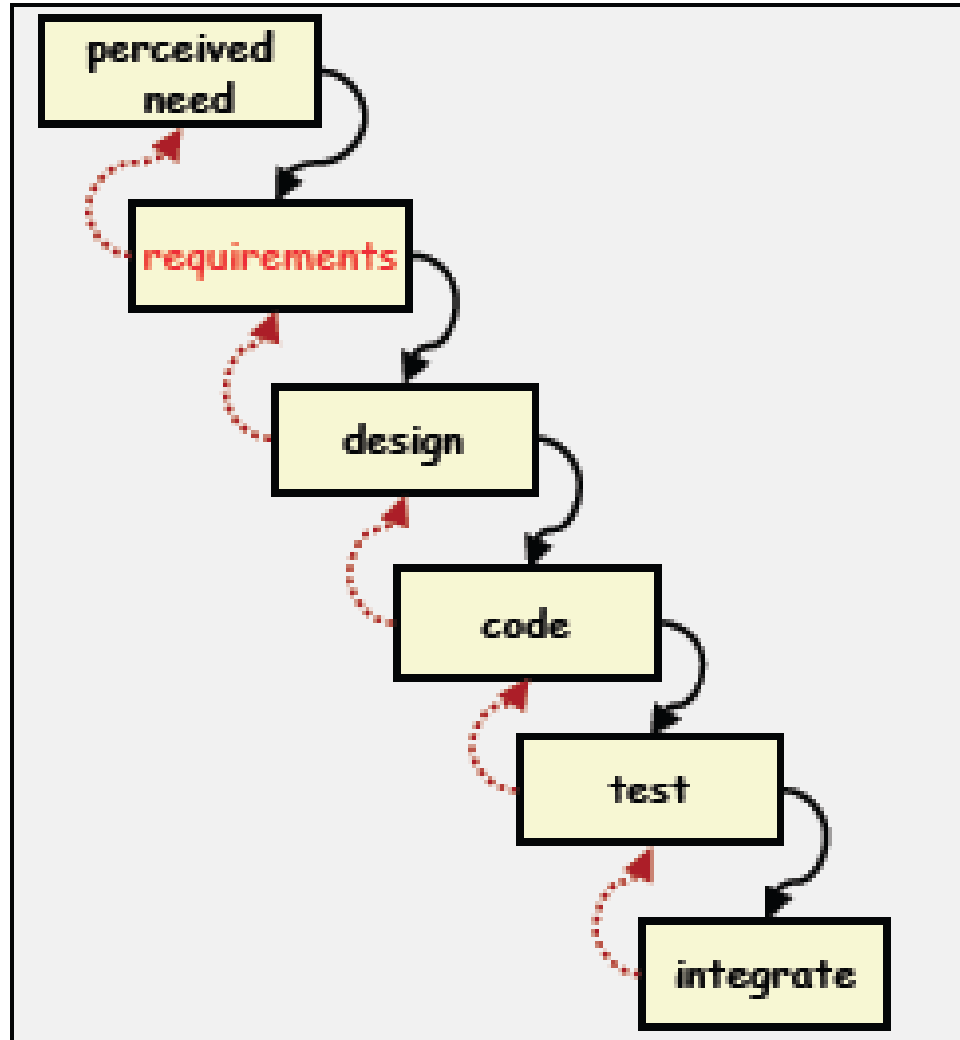 perceived
need
requirements
design
code
test
integrate